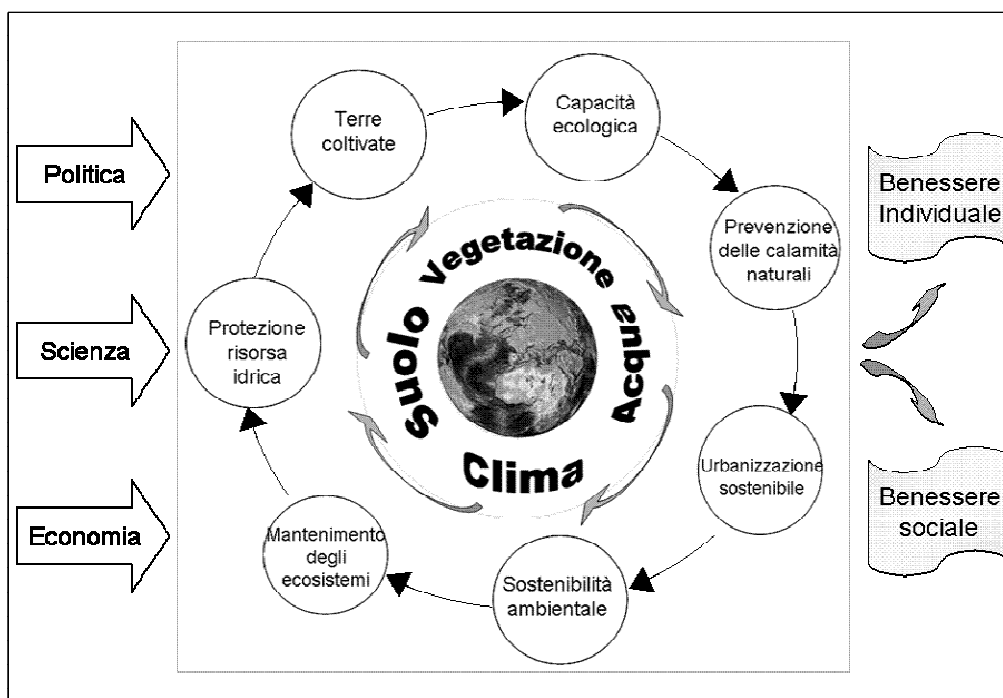 Politica
Scienza
Economia
Terre
coltivate
Capacità
ecologica
Prevenzione
delle calamità
naturali
Urbanizzazione
sostenibile
Sostenibilità
ambientale
Mantenimento
degli
ecosistemi
Protezione
risorsa
idrica
Suolo
Vegetazione
Acqua
Clima
Benessere
Individuale
Benessere
sociale